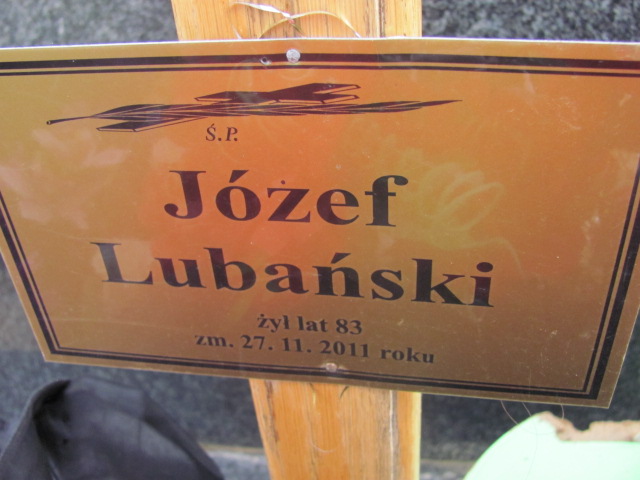 Ś.P.
Józef
Lubański
żył lat 83
zm. 27. 11. 2011 roku